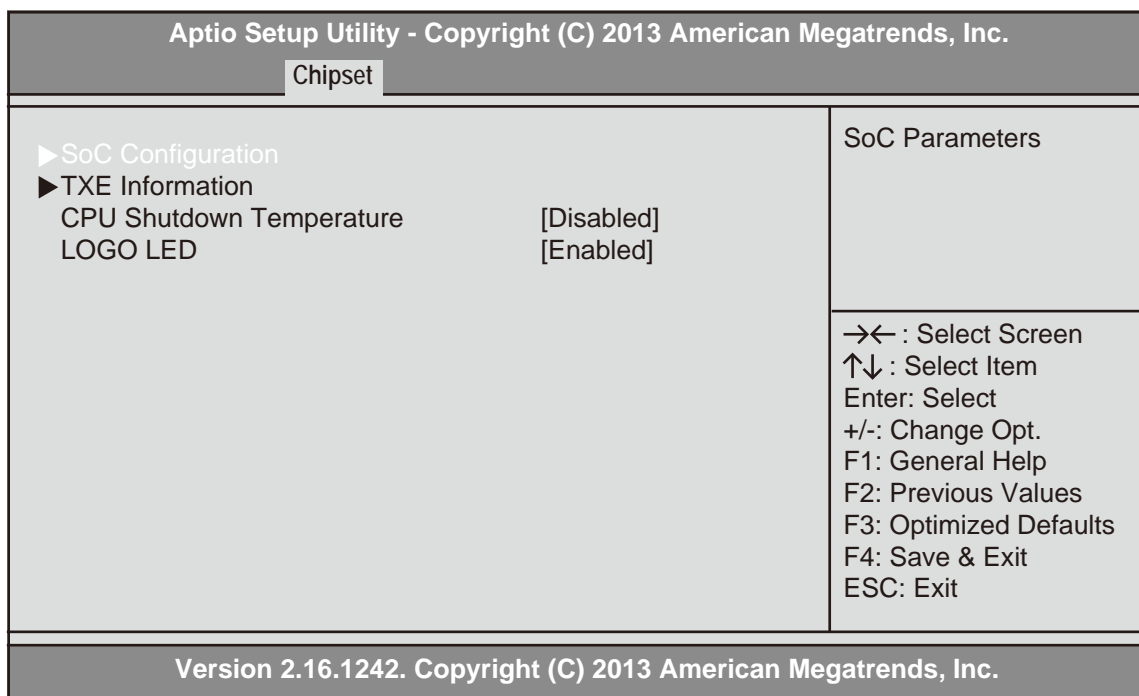 Aptio Setup Utility - Copyright (C) 2013 American Megatrends, Inc.
Chipset
▶SoC Configuration
▶TXE Information
CPU Shutdown Temperature [Disabled]
LOGO LED [Enabled]
SoC Parameters
→← : Select Screen
↑↓ : Select Item
Enter: Select
+/-: Change Opt.
F1: General Help
F2: Previous Values
F3: Optimized Defaults
F4: Save & Exit
ESC: Exit
Version 2.16.1242. Copyright (C) 2013 American Megatrends, Inc.